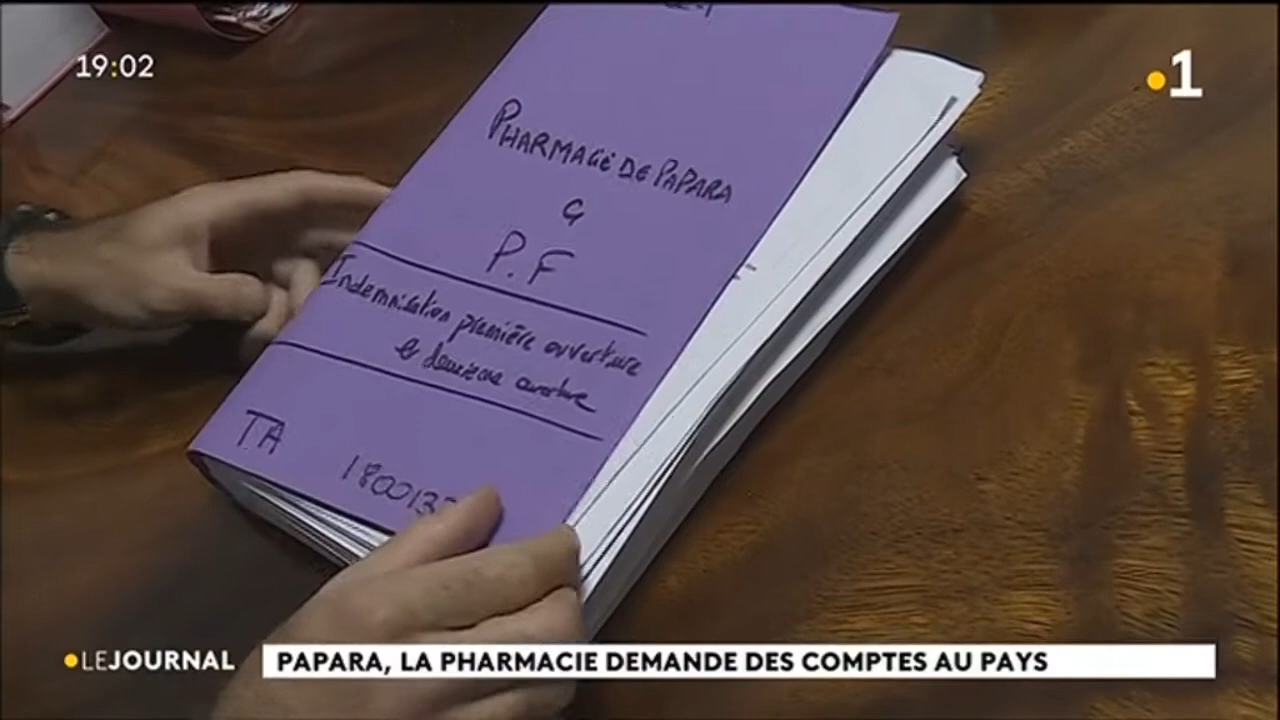 19:02
1
PHARMACIE DE PAPARA
C
P.F
Indemnisation première ouverture
et deuxième ouverture
TA 180013
LEJOURNAL
PAPARA, LA PHARMACIE DEMANDE DES COMPTES AU PAYS